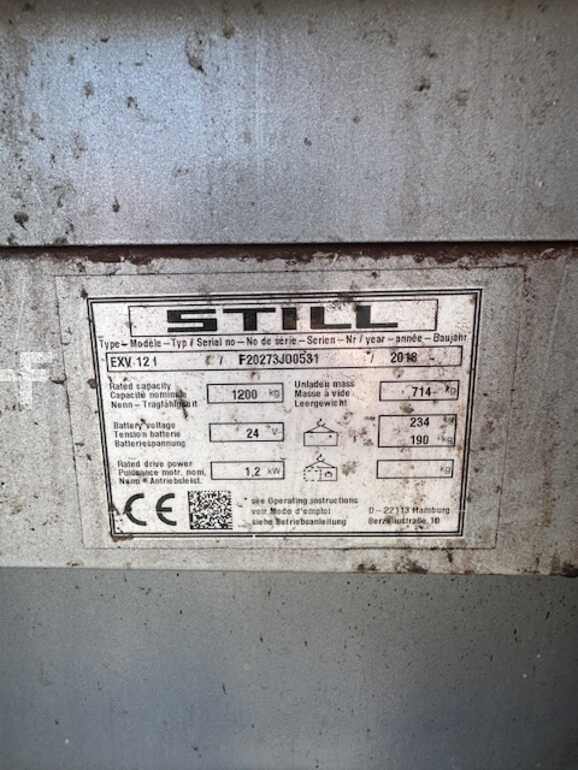 STILL
Type - Modèle - Typ / Serial no - No de série - Serien - Nr / year - année - Baujahr
EXV 12 i / F20273J00531 / 2018
Rated capacity
Capacité nominale
Nenn - Tragfähigkeit
1200 kg
Unladen mass
Masse à vide
Leergewicht
714 kg
Battery voltage
Tension batterie
Batteriespannung
24 V
234
190 kg
Rated drive power
Puissance motr. nom.
Nenn - Antriebsleist.
1,2 kW
kg
CE
* see Operating instructions
voir Mode d'emploi
siehe Betriebsanleitung
D - 22113 Hamburg
Berzeliusstraße 10